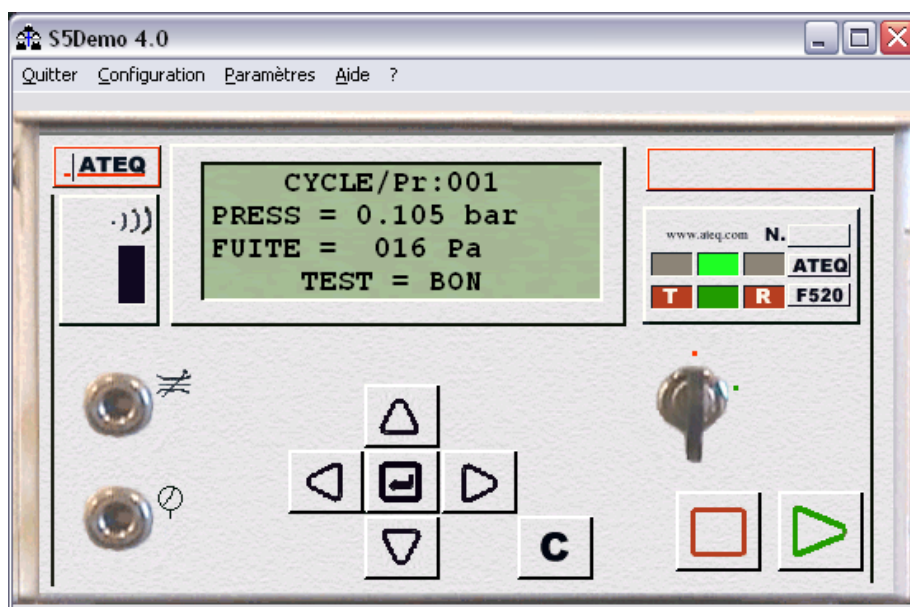 S5Demo 4.0
Quitter Configuration Paramètres Aide ?
ATEQ
CYCLE/Pr:001
PRESS = 0.105 bar
FUITE = 016 Pa
TEST = BON
www.ateq.com N.
ATEQ
T R F520
C